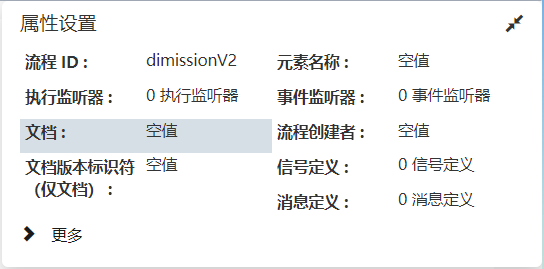 属性设置
流程 ID： dimissionV2 元素名称： 空值
执行监听器： 0 执行监听器 事件监听器： 0 事件监听器
文档： 空值 流程创建者： 空值
文档版本标识符 空值 信号定义： 0 信号定义
（仅文档）： 消息定义： 0 消息定义
更多